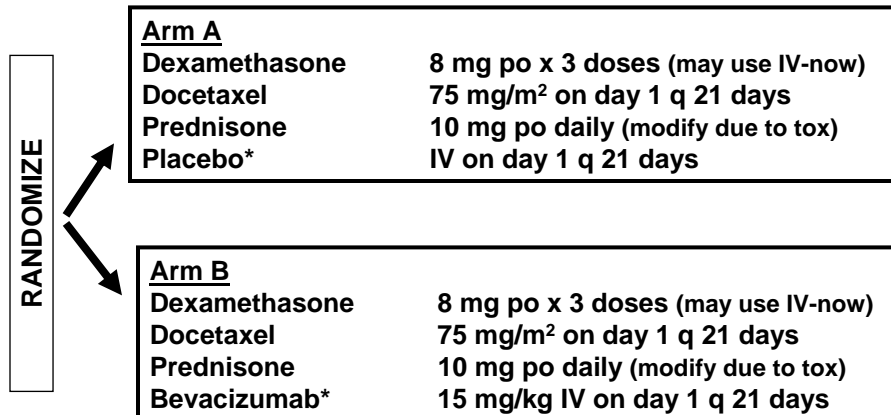 RANDOMIZE
Arm A
Dexamethasone 8 mg po x 3 doses (may use IV-now)
Docetaxel 75 mg/m² on day 1 q 21 days
Prednisone 10 mg po daily (modify due to tox)
Placebo* IV on day 1 q 21 days
Arm B
Dexamethasone 8 mg po x 3 doses (may use IV-now)
Docetaxel 75 mg/m² on day 1 q 21 days
Prednisone 10 mg po daily (modify due to tox)
Bevacizumab* 15 mg/kg IV on day 1 q 21 days